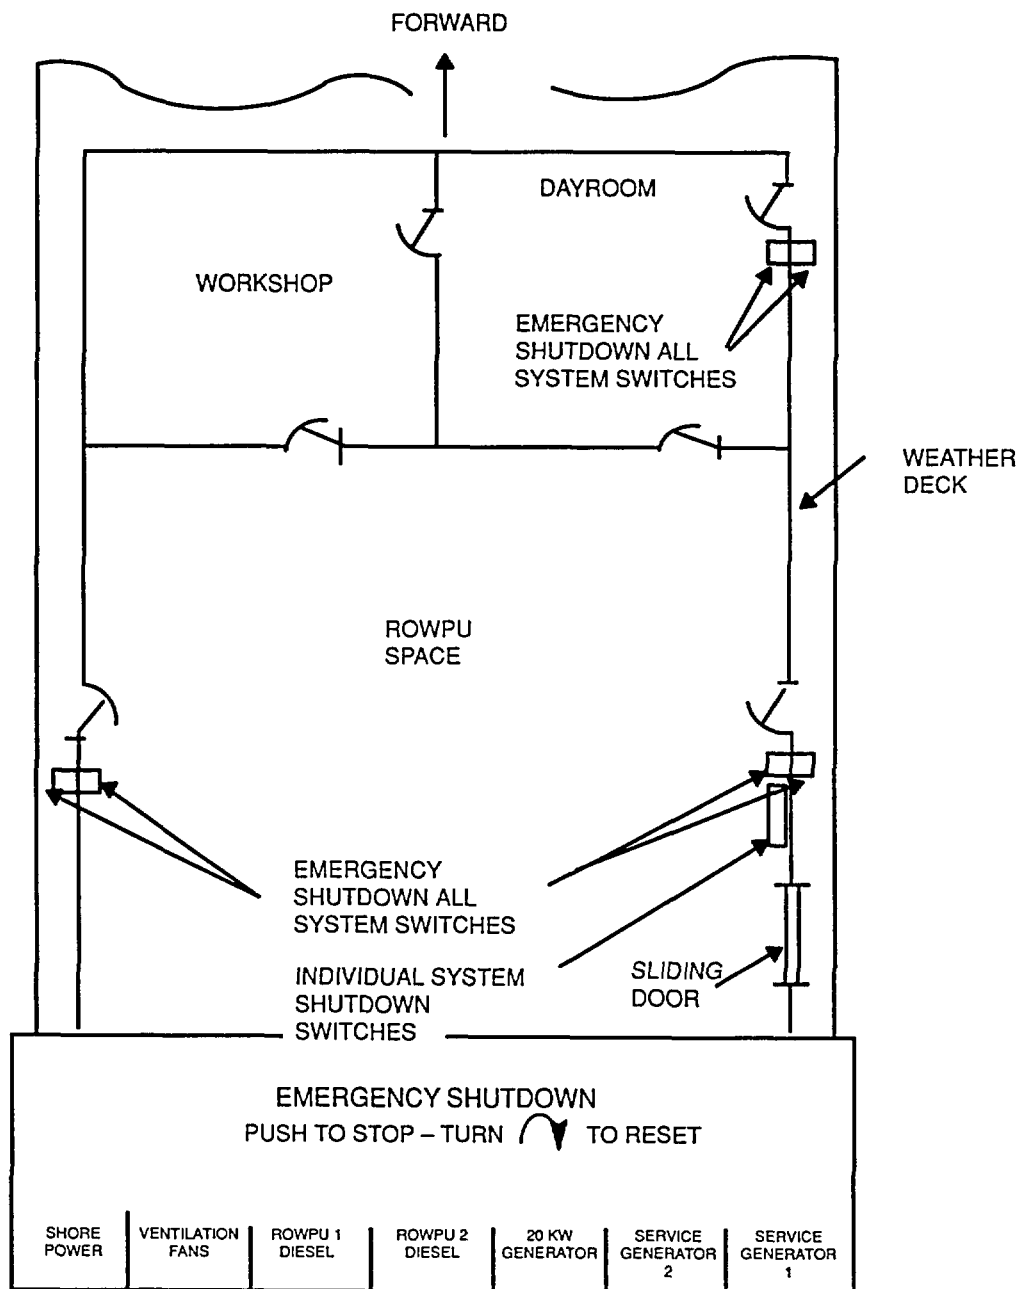 FORWARD
DAYROOM
WORKSHOP
EMERGENCY
SHUTDOWN ALL
SYSTEM SWITCHES
WEATHER
DECK
ROWPU
SPACE
EMERGENCY
SHUTDOWN ALL
SYSTEM SWITCHES
INDIVIDUAL SYSTEM
SHUTDOWN
SWITCHES
SLIDING
DOOR
EMERGENCY SHUTDOWN
PUSH TO STOP – TURN TO RESET
SHORE
POWER
VENTILATION
FANS
ROWPU 1
DIESEL
ROWPU 2
DIESEL
20 KW
GENERATOR
SERVICE
GENERATOR
2
SERVICE
GENERATOR
1